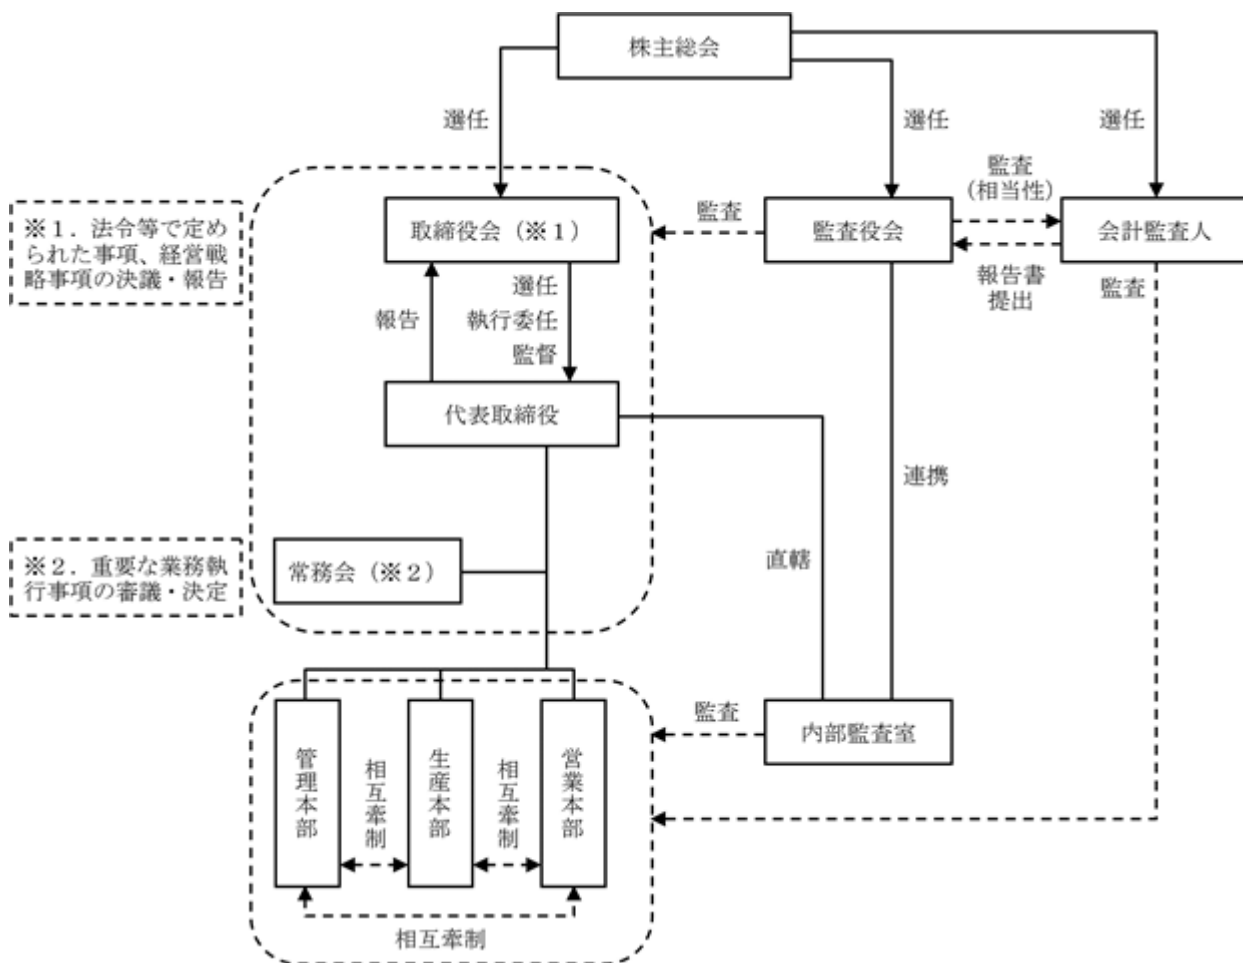 株主総会
選任
選任
選任
※1．法令等で定め
られた事項、経営戦
略事項の決議・報告
取締役会（※1）
監査
監査役会
監査
（相当性）
報告書
提出
会計監査人
監査
報告
選任
執行委任
監督
代表取締役
連携
直轄
※2．重要な業務執
行事項の審議・決定
常務会（※2）
監査
内部監査室
管理本部
相互牽制
生産本部
相互牽制
営業本部
相互牽制